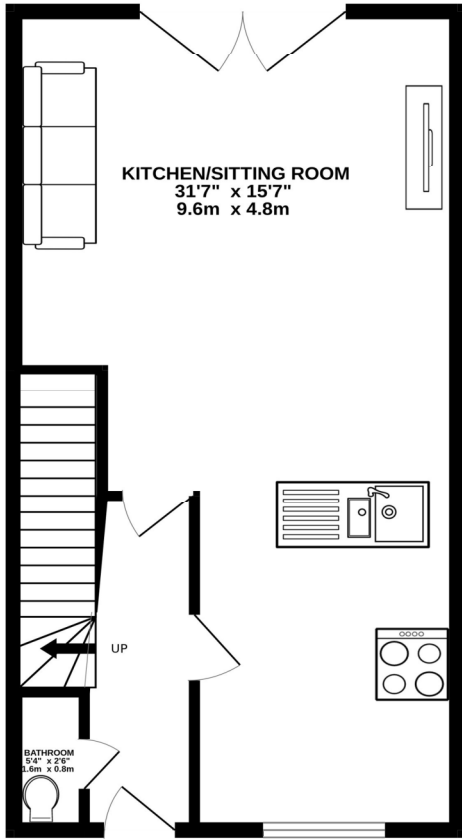 KITCHEN/SITTING ROOM
31'7" x 15'7"
9.6m x 4.8m
UP
BATHROOM
5'4" x 2'6"
1.6m x 0.8m